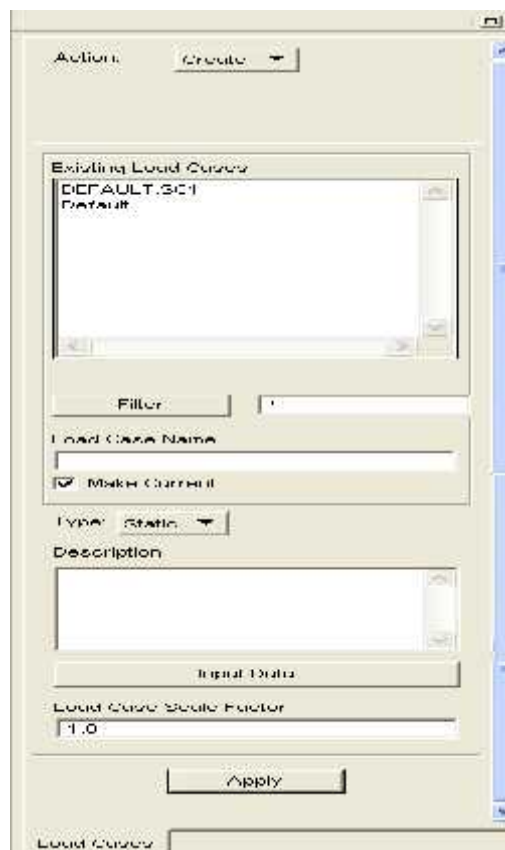 Action: Create
Existing Load Cases
DEFAULT.SC1
Default
Filter *
Load Case Name
Make Current
Type: Static
Description
Input Data
Load Case Scale Factor
1.0
Apply
Load Cases